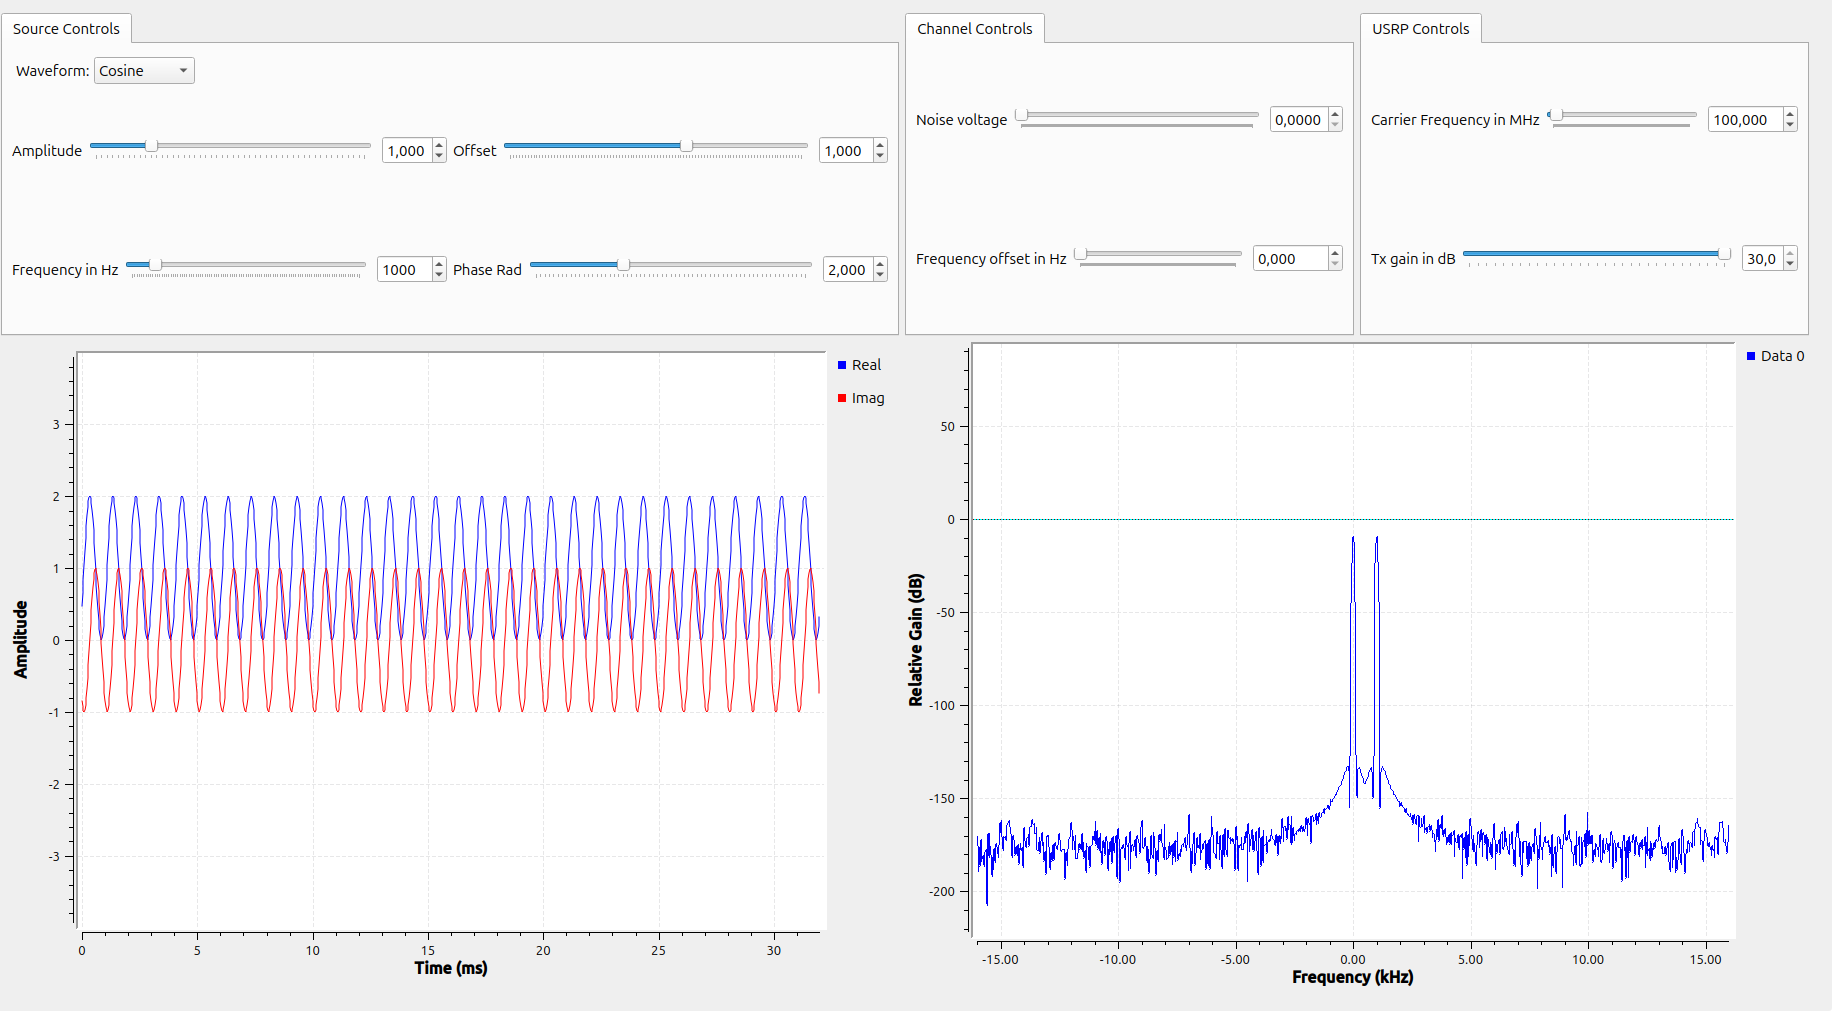 Source Controls
Waveform: Cosine
Amplitude 1,000 Offset 1,000
Frequency in Hz 1000 Phase Rad 2,000
Channel Controls
Noise voltage 0,0000
Frequency offset in Hz 0,000
USRP Controls
Carrier Frequency in MHz 100,000
Tx gain in dB 30,0
Amplitude
3
2
1
0
-1
-2
-3
0 5 10 15 20 25 30
Time (ms)
Real
Imag
Relative Gain (dB)
50
0
-50
-100
-150
-200
-15.00 -10.00 -5.00 0.00 5.00 10.00 15.00
Frequency (kHz)
Data 0